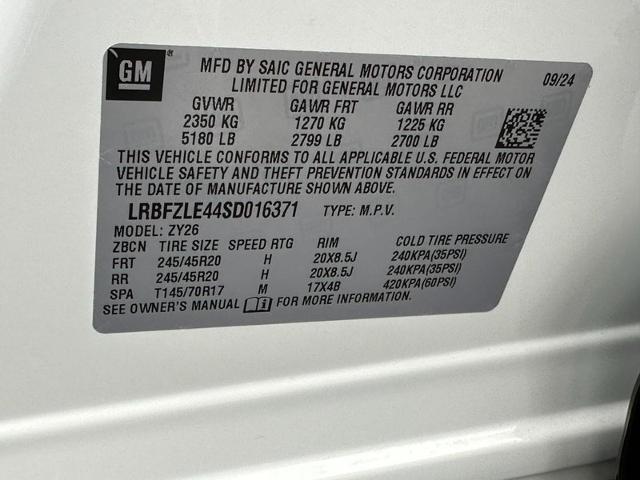 GM ®
MFD BY SAIC GENERAL MOTORS CORPORATION 09/24
LIMITED FOR GENERAL MOTORS LLC
GVWR GAWR FRT GAWR RR
2350 KG 1270 KG 1225 KG
5180 LB 2799 LB 2700 LB
THIS VEHICLE CONFORMS TO ALL APPLICABLE U.S. FEDERAL MOTOR
VEHICLE SAFETY AND THEFT PREVENTION STANDARDS IN EFFECT
ON THE DATE OF MANUFACTURE SHOWN ABOVE.
LRBFZLE44SD016371 TYPE: M.P.V.
MODEL: ZY26
ZBCN TIRE SIZE SPEED RTG RIM COLD TIRE PRESSURE
FRT 245/45R20 H 20X8.5J 240KPA(35PSI)
RR 245/45R20 H 20X8.5J 240KPA(35PSI)
SPA T145/70R17 M 17X4B 420KPA(60PSI)
SEE OWNER'S MANUAL FOR MORE INFORMATION.